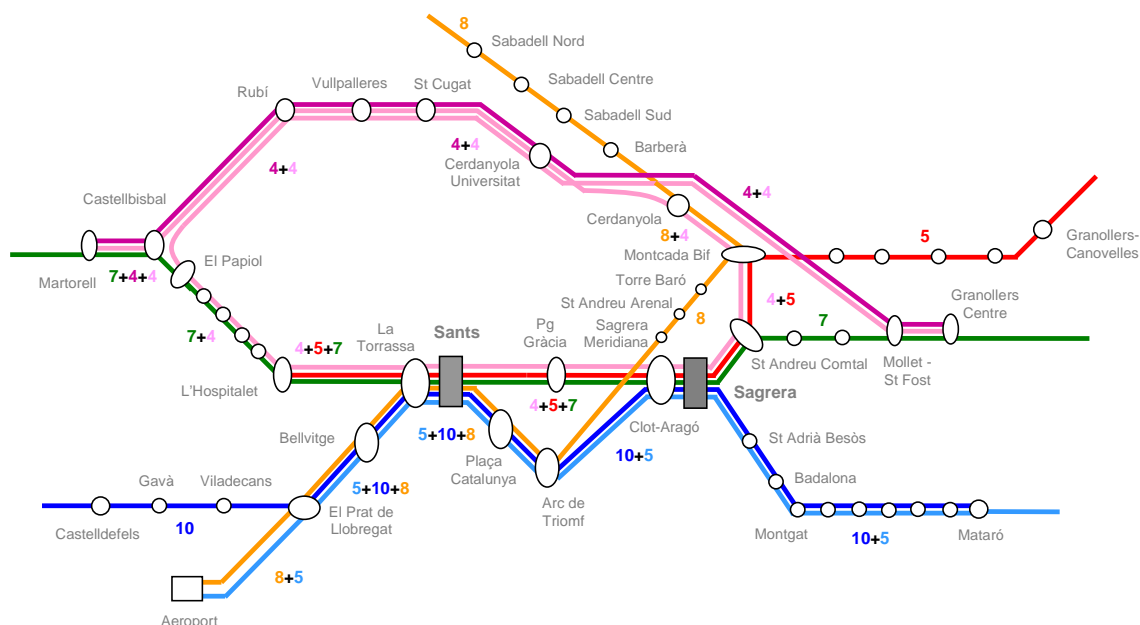 8
Sabadell Nord
Vullpalleres
St Cugat
Sabadell Centre
Rubí
Sabadell Sud
4+4
Cerdanyola
Universitat
Barberà
4+4
4+4
Castellbisbal
Cerdanyola
8+4
5
Granollers-
Canovelles
Montcada Bif
El Papiol
Martorell
7+4+4
Torre Baró
St Andreu Arenal
4+5
Granollers
Centre
7+4
La
Torrassa
Sants
Pg
Gràcia
Sagrera
Meridiana
8
7
4+5+7
L'Hospitalet
St Andreu Comtal
Mollet -
St Fost
4+5+7
Sagrera
Clot-Aragó
Bellvitge
5+10+8
10+5
St Adrià Besòs
Plaça
Catalunya
Badalona
Gavà
Viladecans
5+10+8
Castelldefels
10
El Prat de
Llobregat
Arc de
Triomf
Montgat
10+5
Mataró
8+5
Aeroport